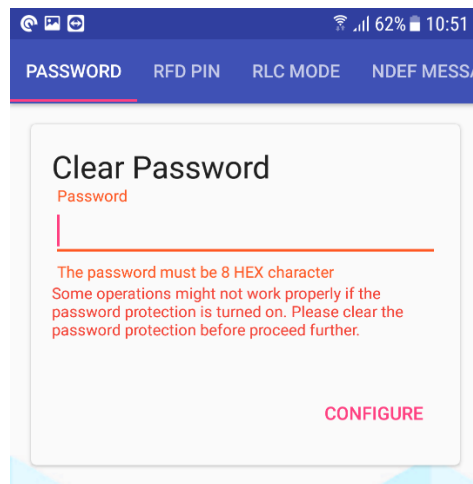 62% 10:51
PASSWORD RFD PIN RLC MODE NDEF MESSA
Clear Password
Password
The password must be 8 HEX character
Some operations might not work properly if the
password protection is turned on. Please clear the
password protection before proceed further.
CONFIGURE